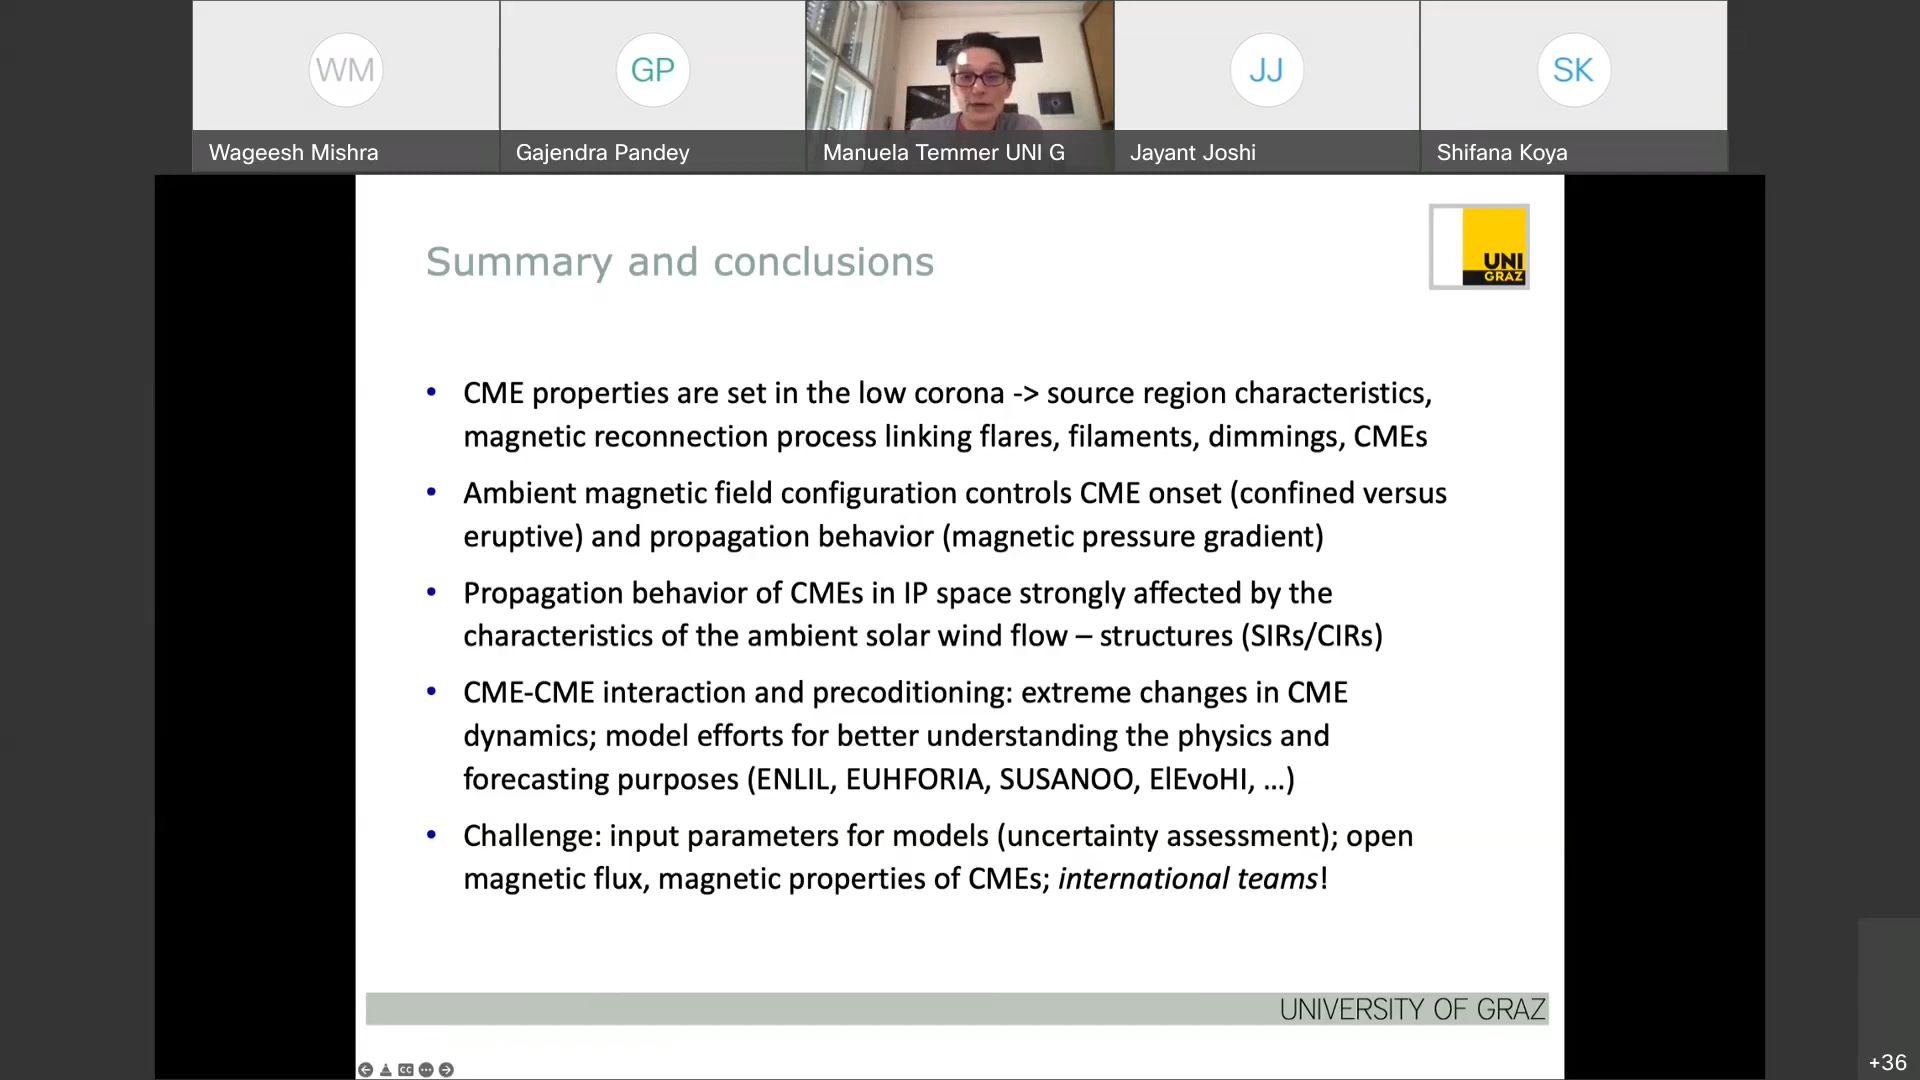 WM
GP
JJ
SK
Wageesh Mishra
Gajendra Pandey
Manuela Temmer UNI G
Jayant Joshi
Shifana Koya
Summary and conclusions
UNI
GRAZ
• CME properties are set in the low corona -> source region characteristics,
magnetic reconnection process linking flares, filaments, dimmings, CMEs
• Ambient magnetic field configuration controls CME onset (confined versus
eruptive) and propagation behavior (magnetic pressure gradient)
• Propagation behavior of CMEs in IP space strongly affected by the
characteristics of the ambient solar wind flow – structures (SIRs/CIRs)
• CME-CME interaction and precoditioning: extreme changes in CME
dynamics; model efforts for better understanding the physics and
forecasting purposes (ENLIL, EUHFORIA, SUSANOO, ElEvoHI, ...)
• Challenge: input parameters for models (uncertainty assessment); open
magnetic flux, magnetic properties of CMEs; international teams!
UNIVERSITY OF GRAZ
CC
+36